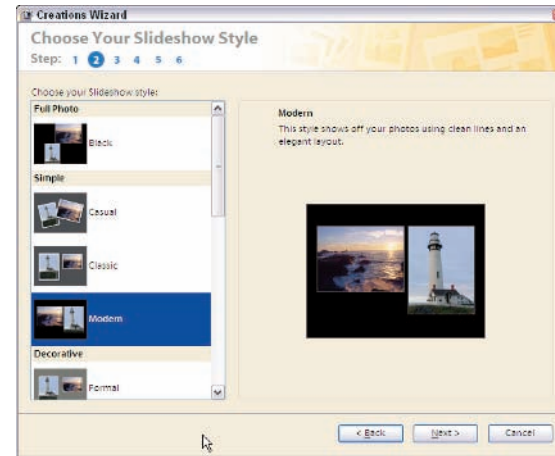 Creations Wizard
Choose Your Slideshow Style
Step: 1 2 3 4 5 6
Choose your Slideshow style:
Full Photo
Black
Simple
Casual
Classic
Modern
Decorative
Formal
Modern
This style shows off your photos using clean lines and an
elegant layout.
< Back
Next >
Cancel